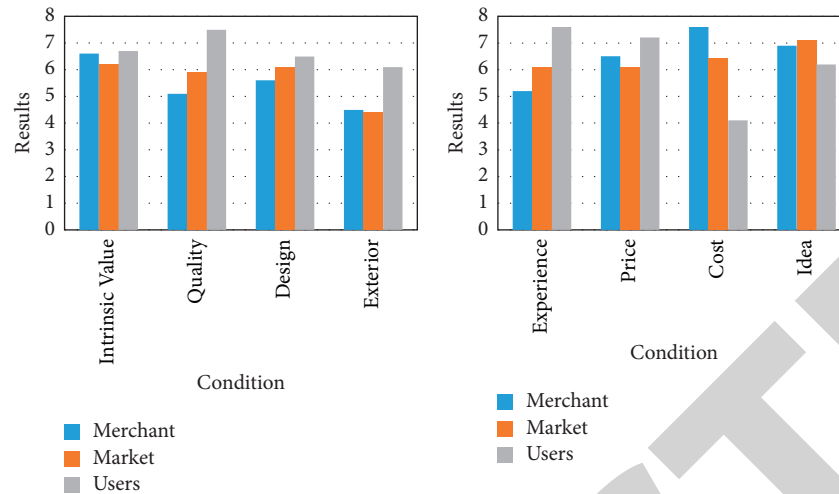 8
7
6
5
4
3
2
1
0
Results
Intrinsic Value
Quality
Design
Exterior
Condition
Merchant
Market
Users
8
7
6
5
4
3
2
1
0
Results
Experience
Price
Cost
Idea
Condition
Merchant
Market
Users